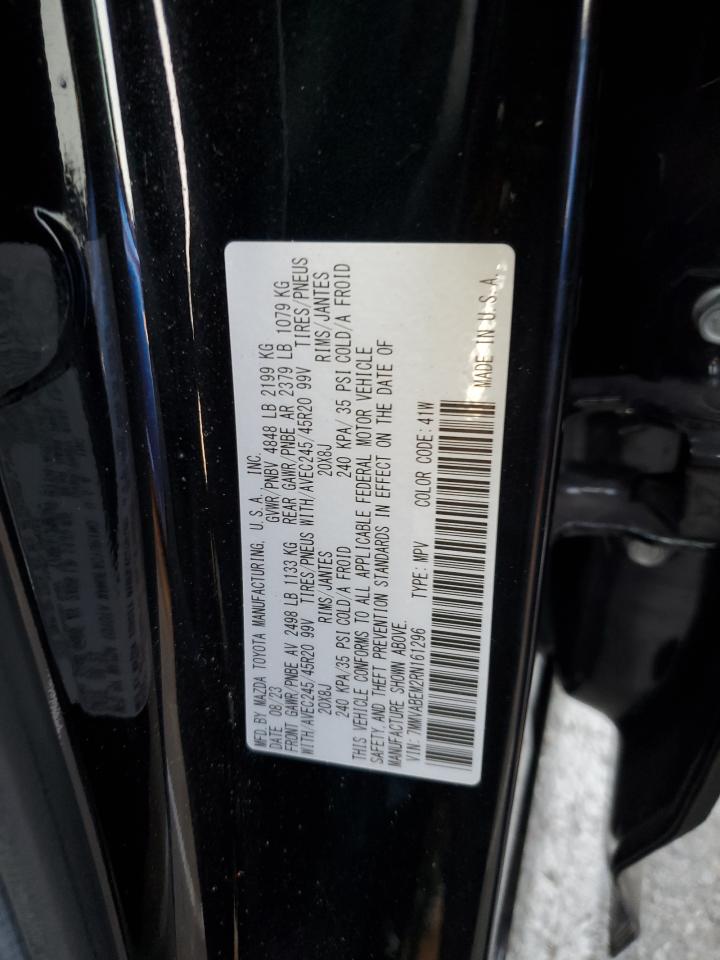 MFD.BY MAZDA TOYOTA MANUFACTURING, U.S.A., INC.
DATE 08/23 GVWR/PNBV 4848 LB 2199 KG
FRONT GAWR/PNBE AV 2498 LB 1133 KG REAR GAWR/PNBE AR 2379 LB 1079 KG
WITH/AVEC245/45R20 99V TIRES/PNEUS WITH/AVEC245/45R20 99V TIRES/PNEUS
20X8J RIMS/JANTES 20X8J RIMS/JANTES
240 KPA/35 PSI COLD/A FROID 240 KPA/35 PSI COLD/A FROID
THIS VEHICLE CONFORMS TO ALL APPLICABLE FEDERAL MOTOR VEHICLE
SAFETY,AND THEFT PREVENTION STANDARDS IN EFFECT ON THE DATE OF
MANUFACTURE SHOWN ABOVE.
VIN:7MMVABEM2RN161296 TYPE: MPV COLOR CODE:41W
MADE IN U.S.A.